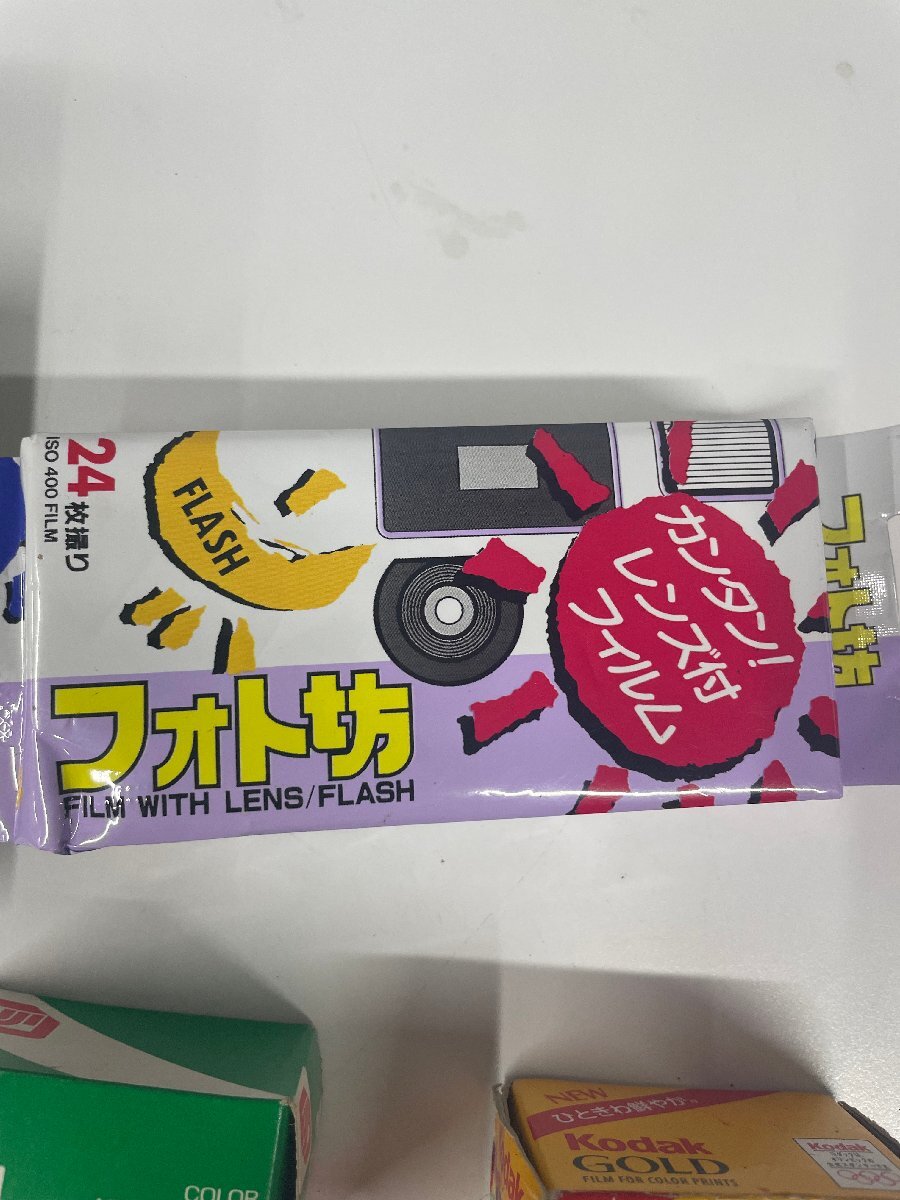 24枚撮り
ISO 400 FILM
FLASH
カンタン!
レンズ付
フィルム
フォト坊
FILM WITH LENS/FLASH
フォト坊
COLOR
NEW
ひときわ鮮やか。
Kodak
GOLD
FILM FOR COLOR PRINTS
Kodak
Kodak